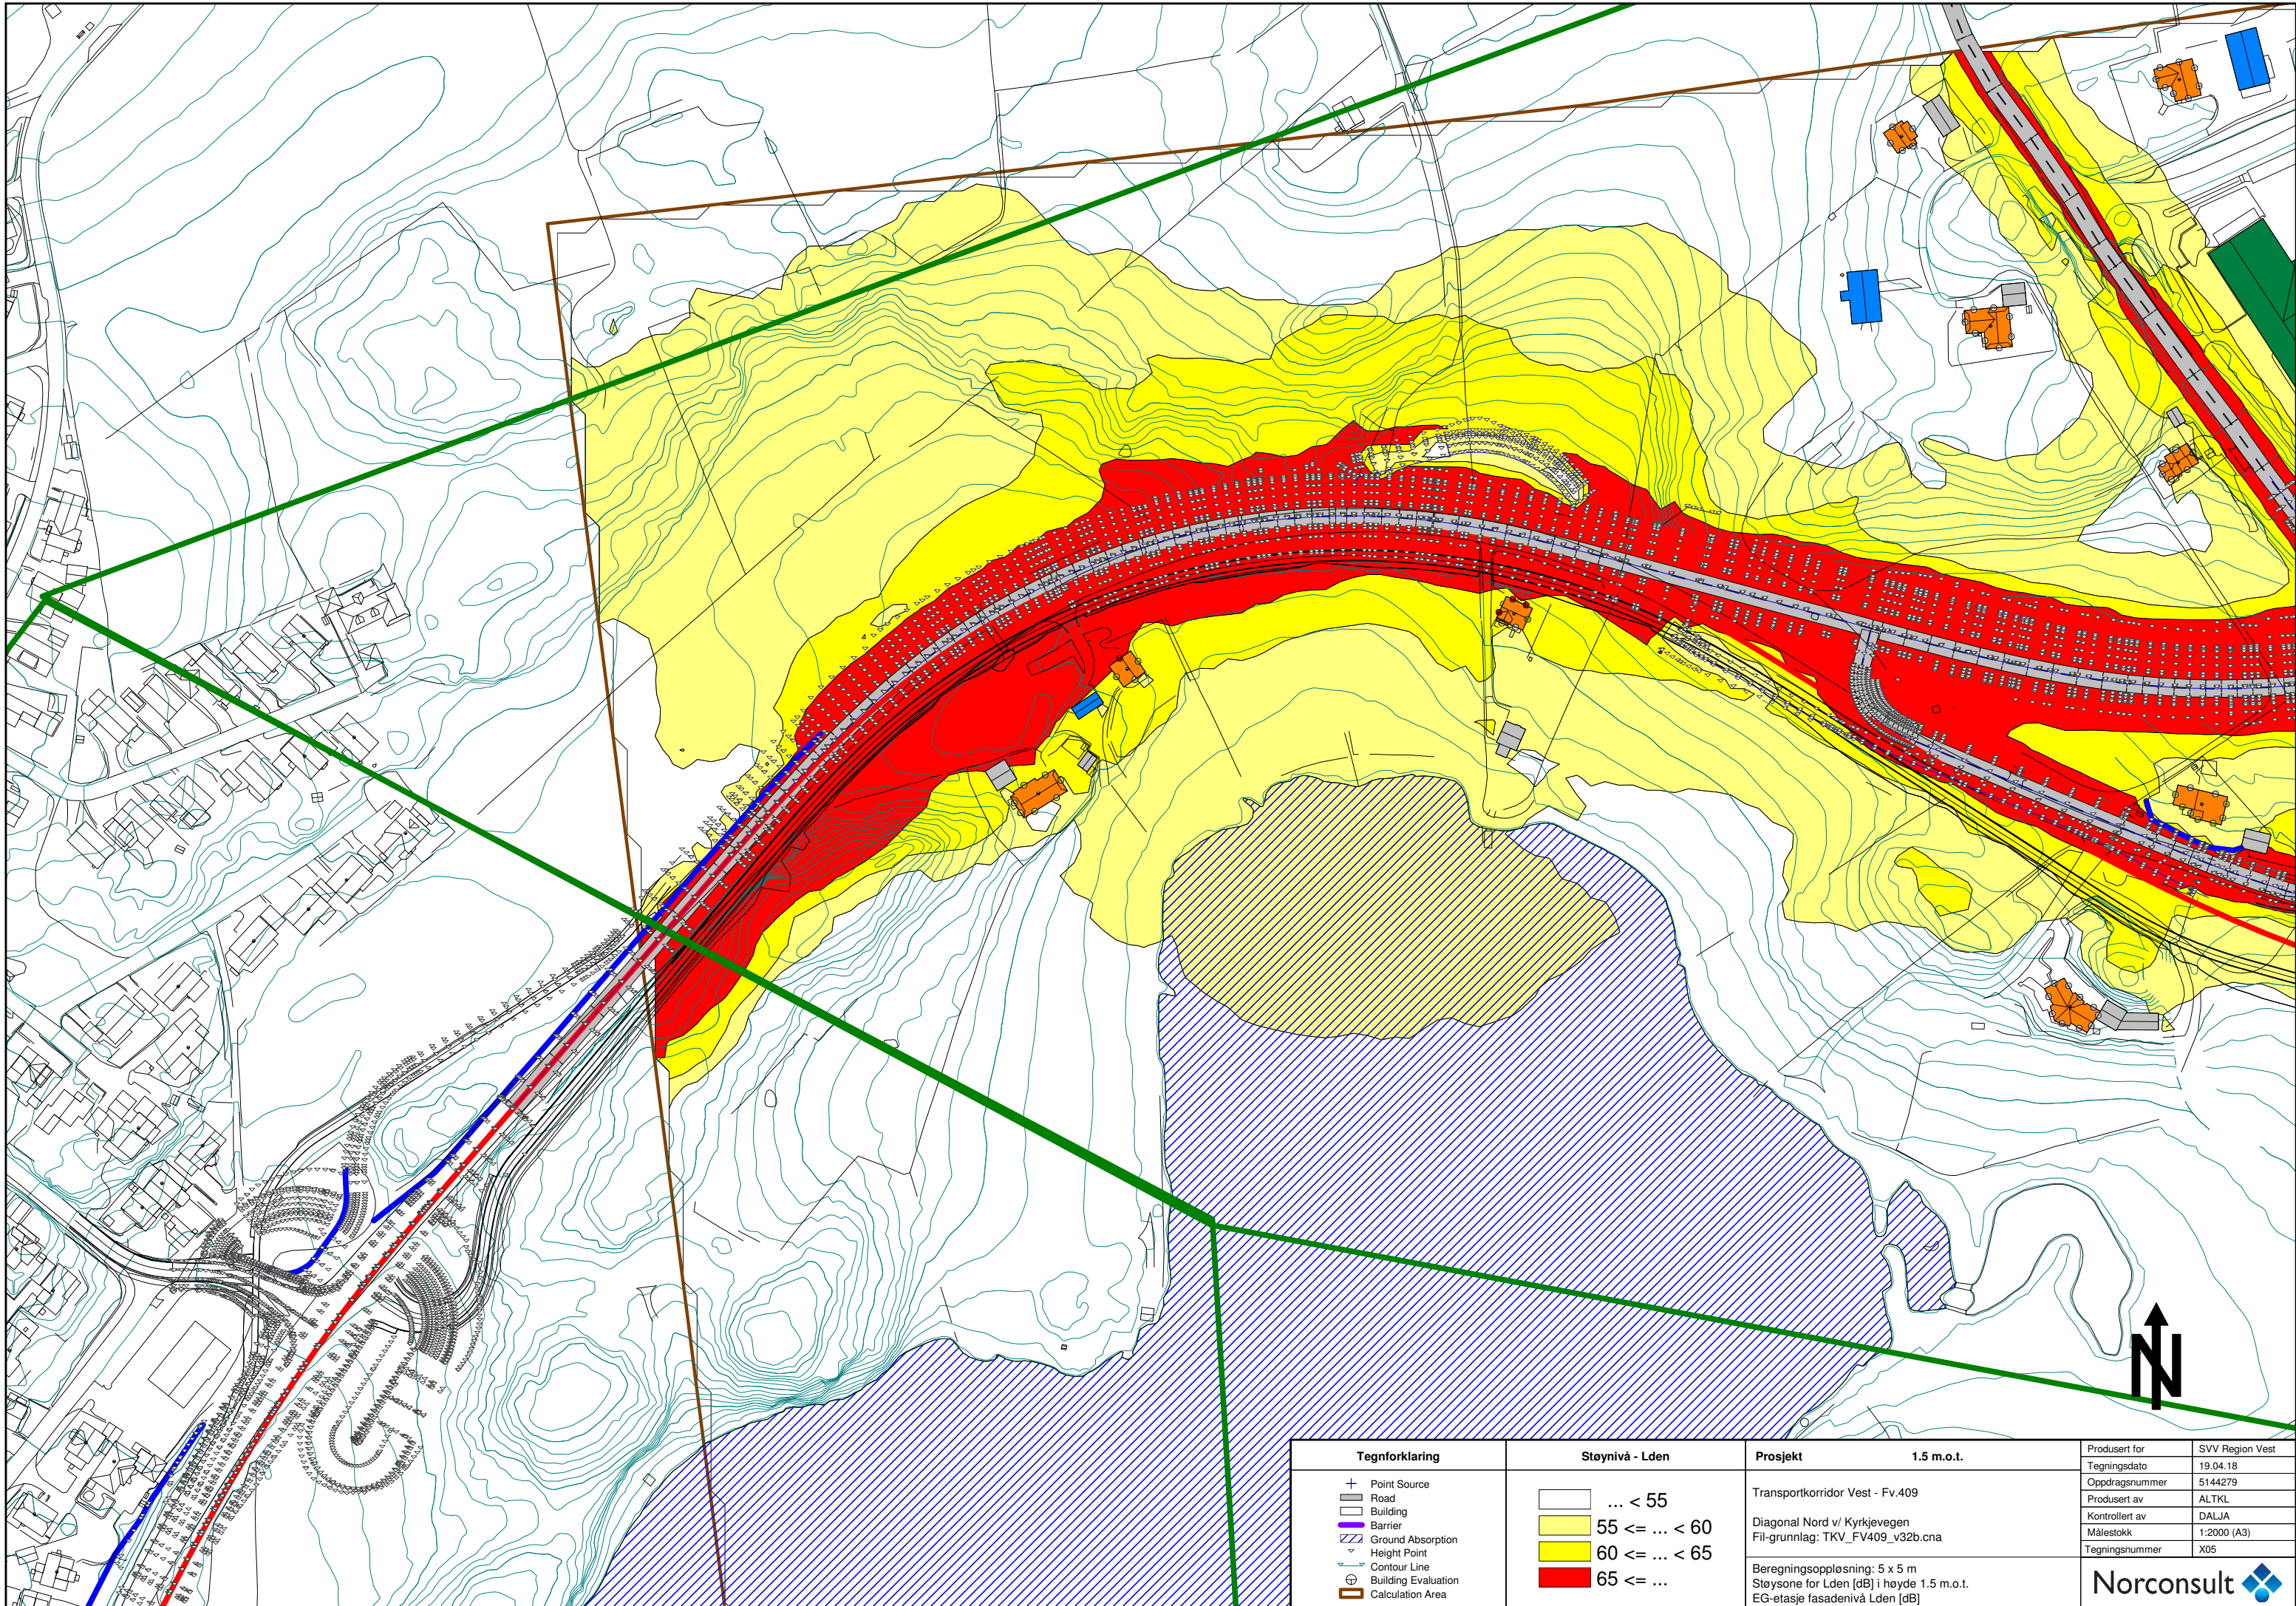 Tegnforklaring
Point Source
Road
Building
Barrier
Ground Absorption
Height Point
Contour Line
Building Evaluation
Calculation Area
Støynivå - Lden
... < 55
55 <= ... < 60
60 <= ... < 65
65 <= ...
Prosjekt 1.5 m.o.t.
Transportkorridor Vest - Fv.409
Diagonal Nord v/ Kyrkjevegen
Fil-grunnlag: TKV_FV409_v32b.cna
Beregningsoppløsning: 5 x 5 m
Støysone for Lden [dB] i høyde 1.5 m.o.t.
EG-etasje fasadenivå Lden [dB]
Produsert for SVV Region Vest
Tegningsdato 19.04.18
Oppdragsnummer 5144279
Produsert av ALTKL
Kontrollert av DALJA
Målestokk 1:2000 (A3)
Tegningsnummer X05
Norconsult
N